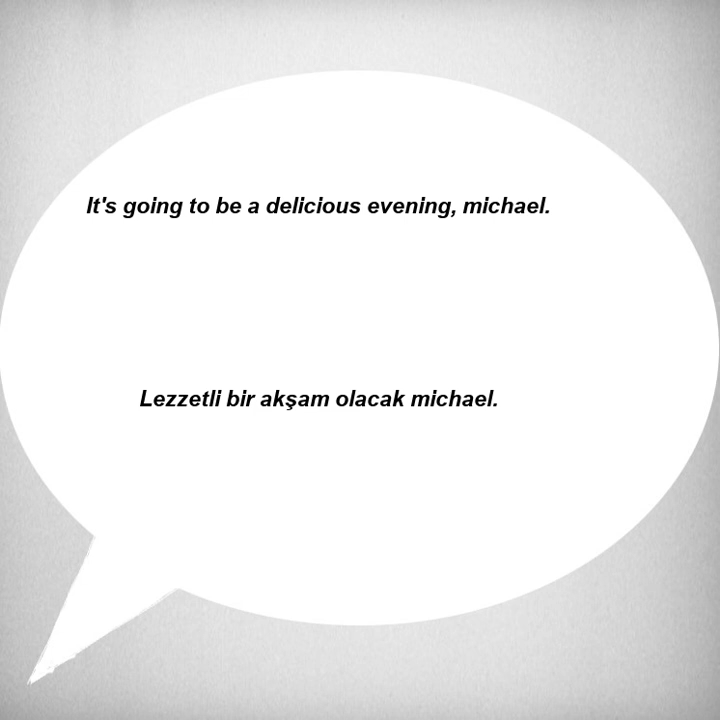 It's going to be a delicious evening, michael.
Lezzetli bir akşam olacak michael.